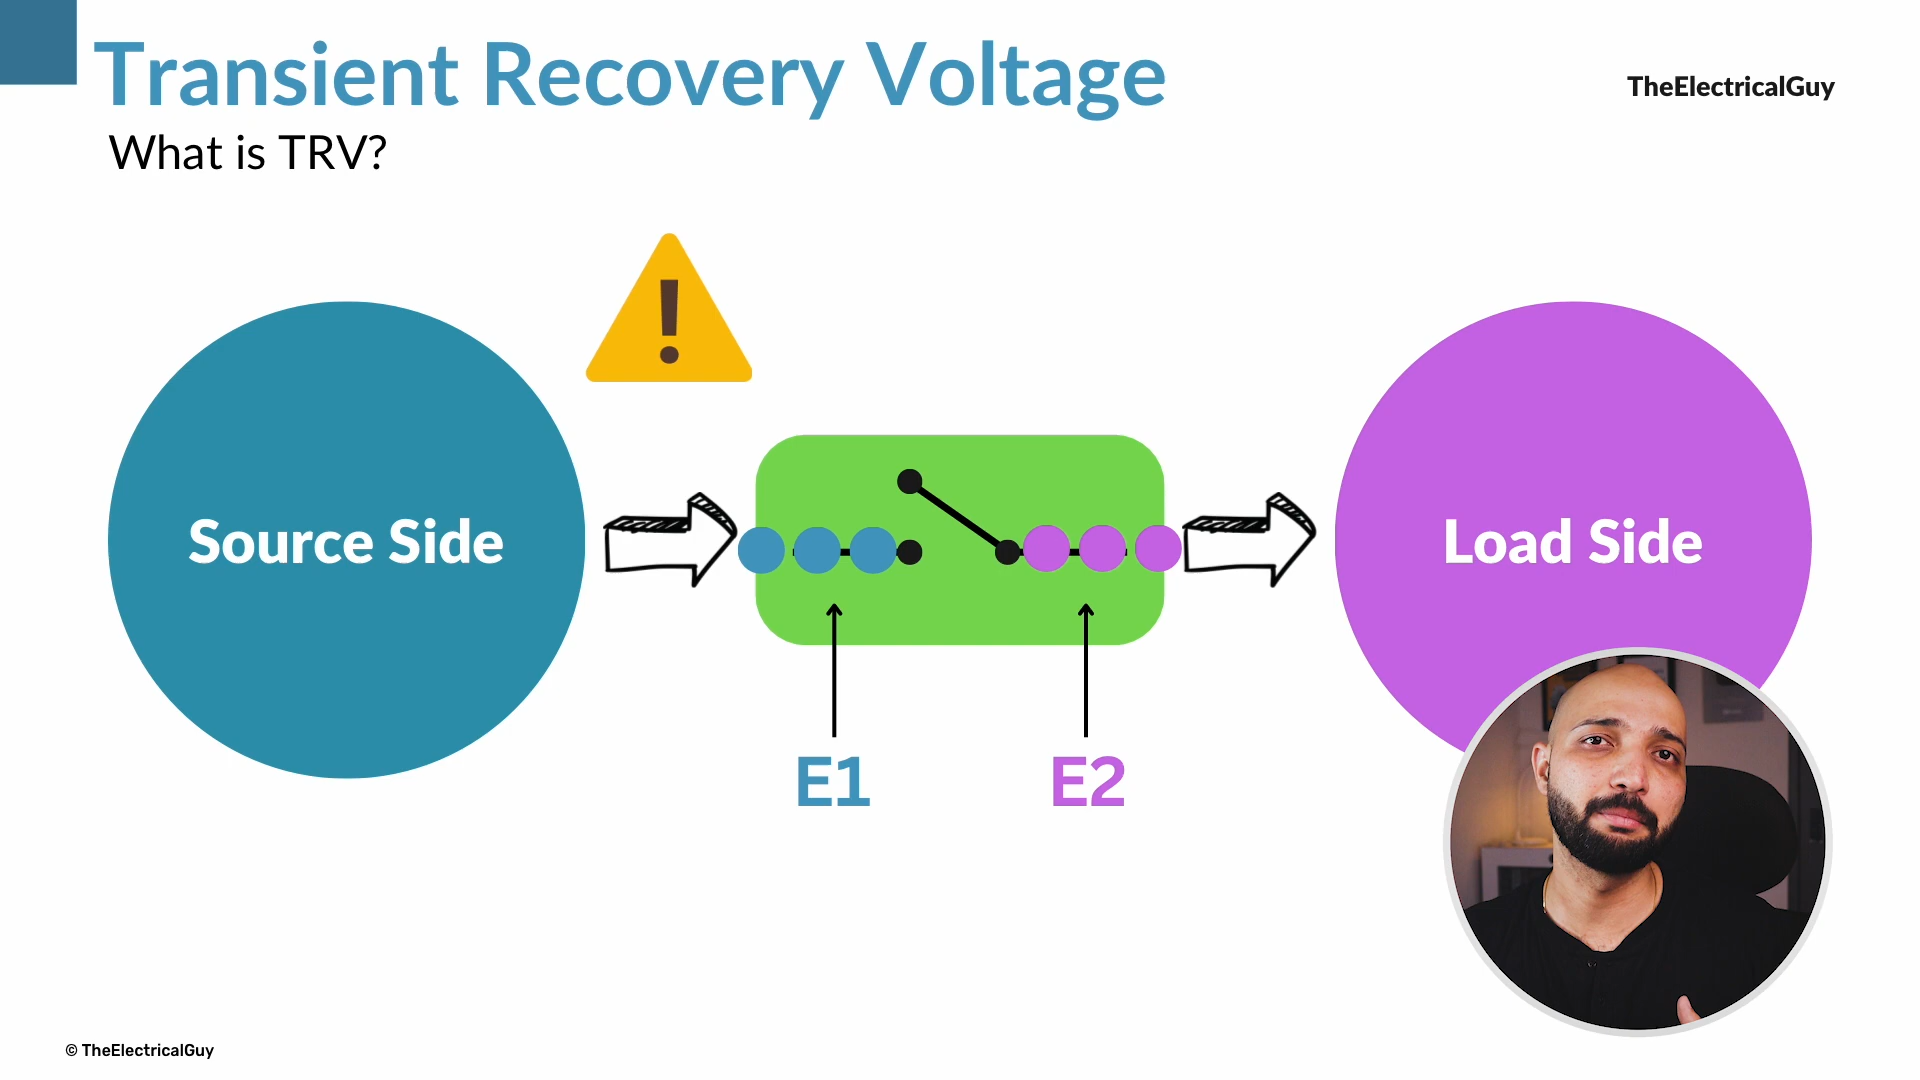 Transient Recovery Voltage
TheElectricalGuy
What is TRV?
Source Side
Load Side
E1
E2
© TheElectricalGuy